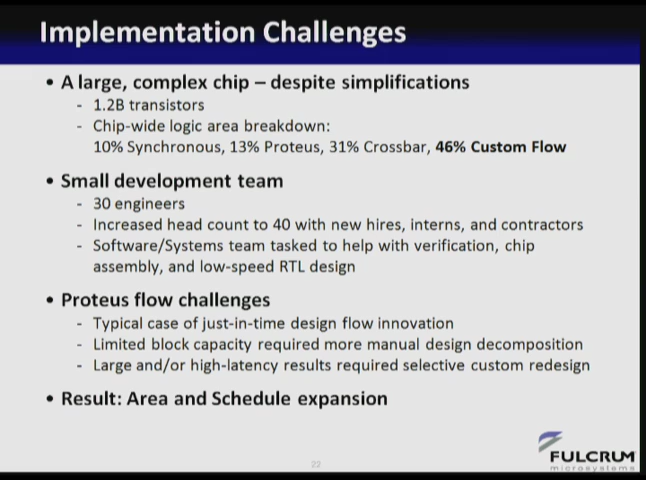 Implementation Challenges
• A large, complex chip – despite simplifications
- 1.2B transistors
- Chip-wide logic area breakdown:
10% Synchronous, 13% Proteus, 31% Crossbar, 46% Custom Flow
• Small development team
- 30 engineers
- Increased head count to 40 with new hires, interns, and contractors
- Software/Systems team tasked to help with verification, chip
assembly, and low-speed RTL design
• Proteus flow challenges
- Typical case of just-in-time design flow innovation
- Limited block capacity required more manual design decomposition
- Large and/or high-latency results required selective custom redesign
• Result: Area and Schedule expansion
22
FULCRUM
microsystems